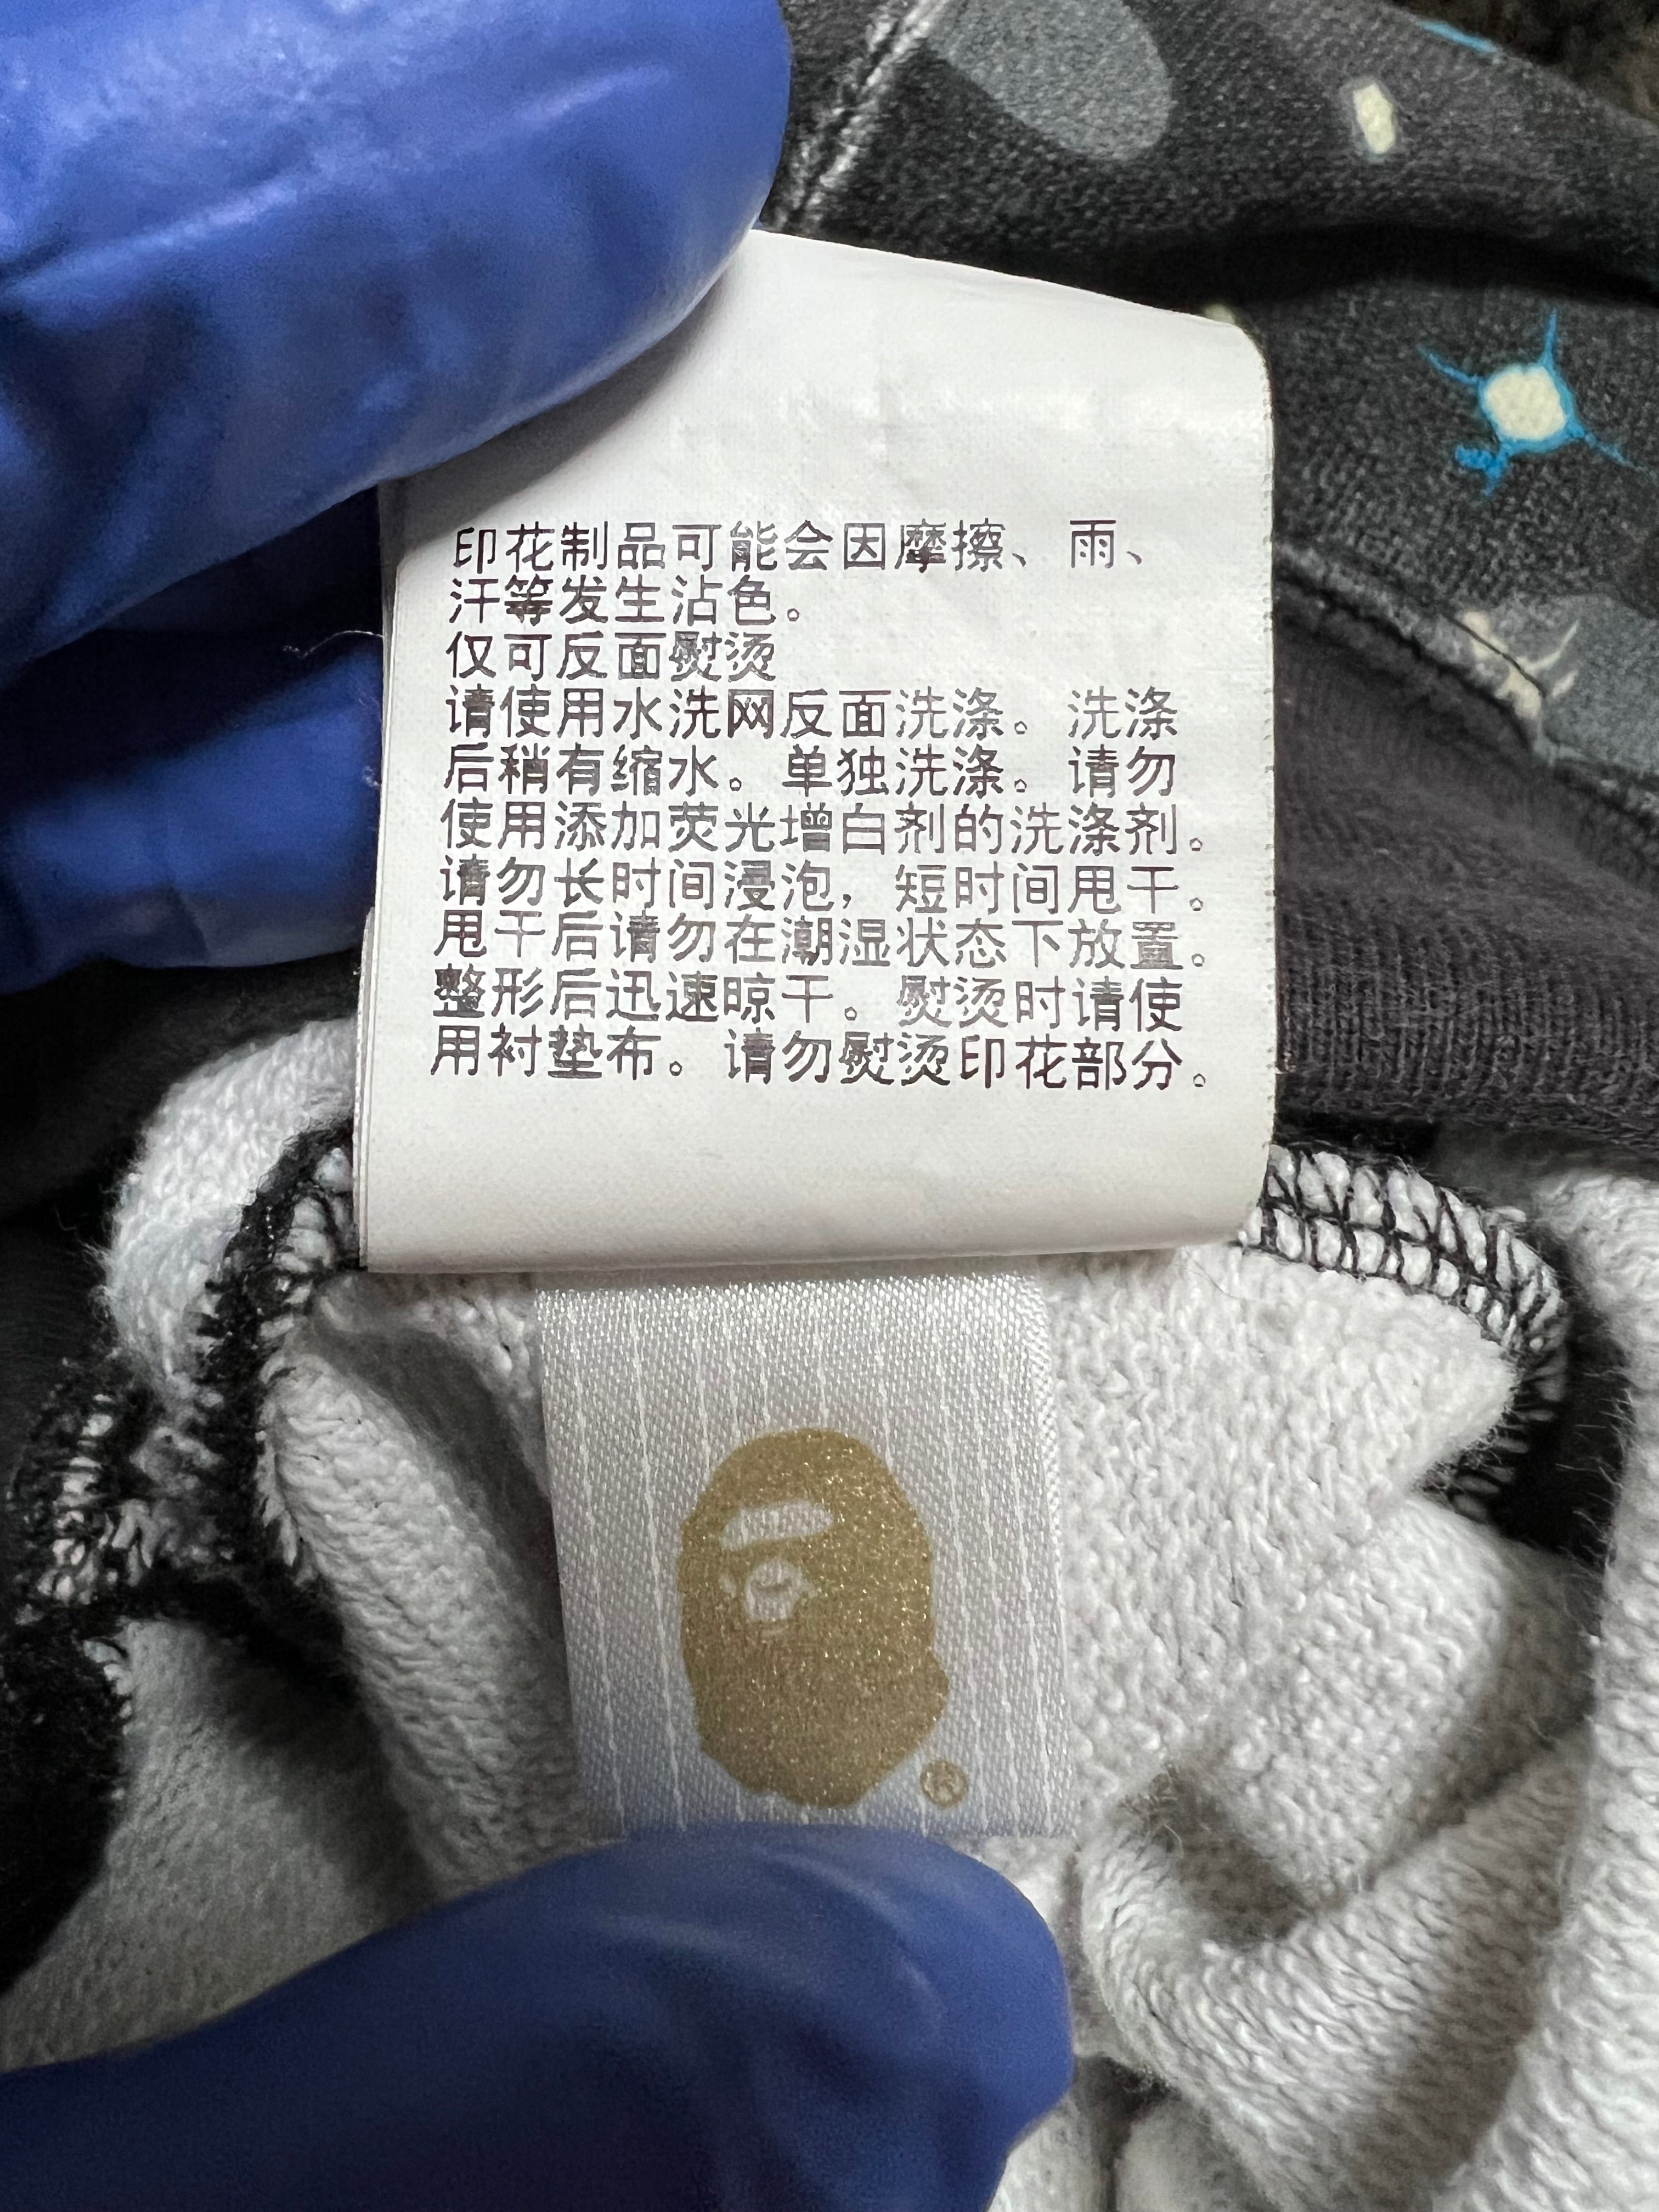 印花制品可能会因摩擦、雨、
汗等发生沾色。
仅可反面熨烫
请使用水洗网反面洗涤。洗涤
后稍有缩水。单独洗涤。请勿
使用添加荧光增白剂的洗涤剂。
请勿长时间浸泡，短时间甩干。
甩干后请勿在潮湿状态下放置。
整形后迅速晾干。熨烫时请使
用衬垫布。请勿熨烫印花部分。
®